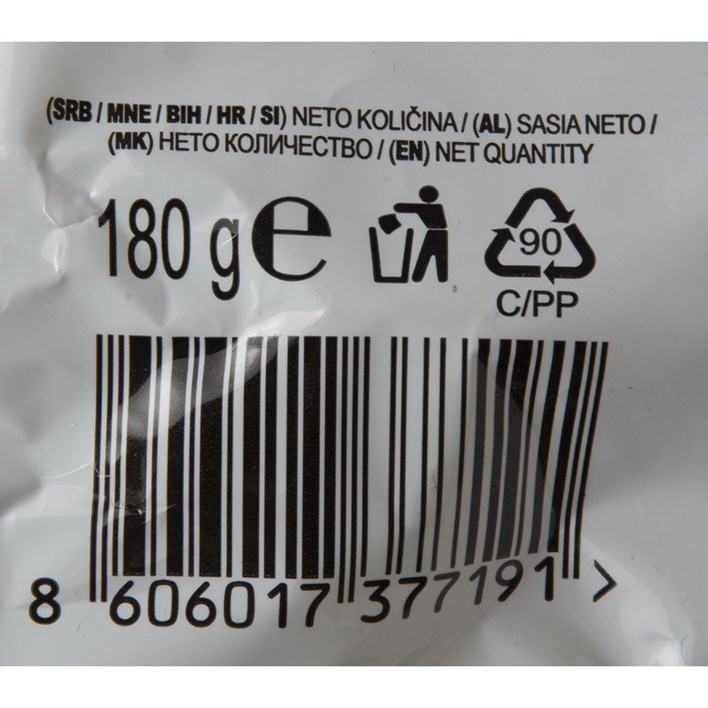 (SRB / MNE / BIH / HR / SI) NETO KOLIČINA / (AL) SASIA NETO /
(MK) НЕТО КОЛИЧЕСТВО / (EN) NET QUANTITY
180 g e
90
C/PP
8 606017 377191 >